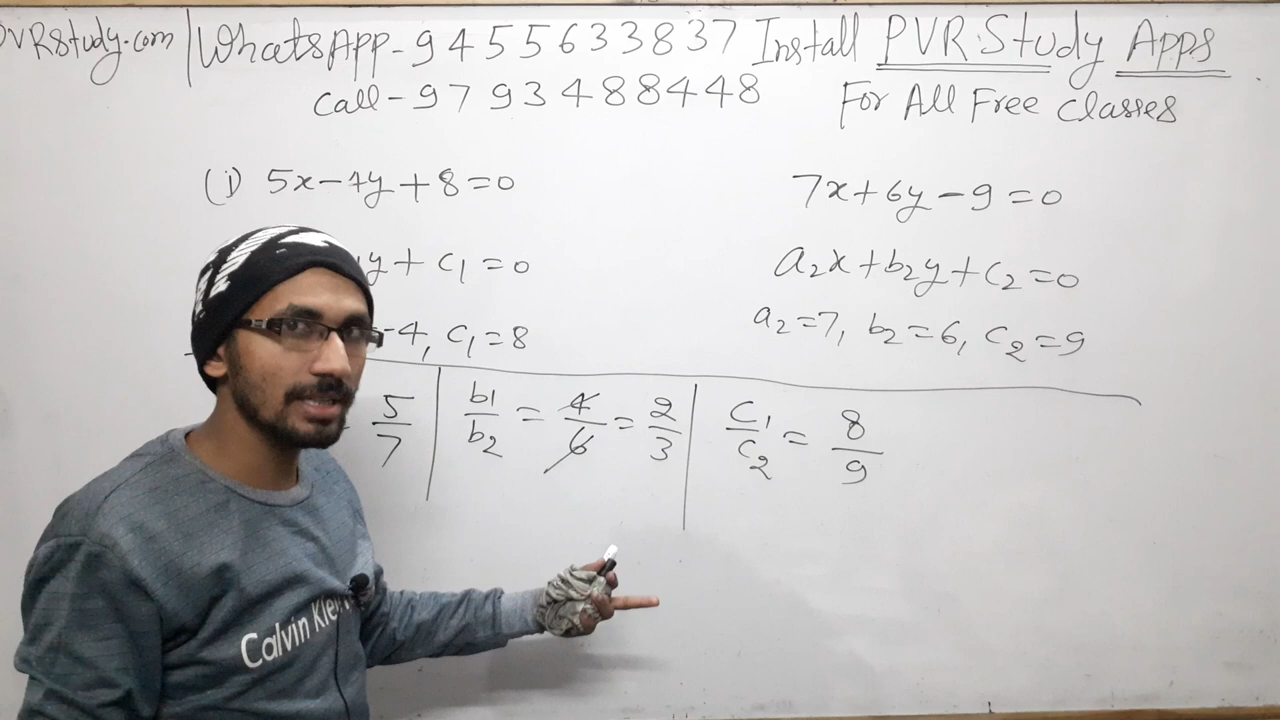 PVRStudy.com | WhatsApp-9455633837 Install PVR Study Apps
Call-9793488448 For All Free Classes
(i) 5x-4y+8=0 7x+6y-9=0
y+c₁=0 a₂x+b₂y+c₂=0
-4, c₁=8 a₂=7, b₂=6, c₂=9
5/7 | b₁/b₂ = 4/6 = 2/3 | c₁/c₂ = 8/9
Calvin Klein